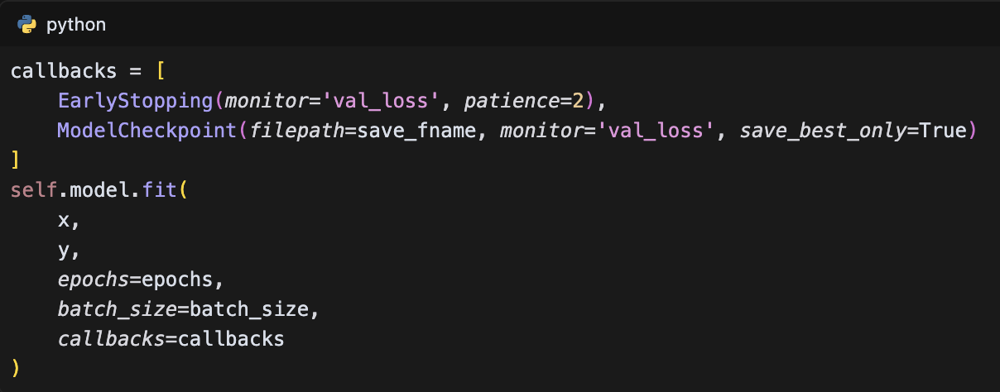 python
callbacks = [
    EarlyStopping(monitor='val_loss', patience=2),
    ModelCheckpoint(filepath=save_fname, monitor='val_loss', save_best_only=True)
]
self.model.fit(
    x,
    y,
    epochs=epochs,
    batch_size=batch_size,
    callbacks=callbacks
)